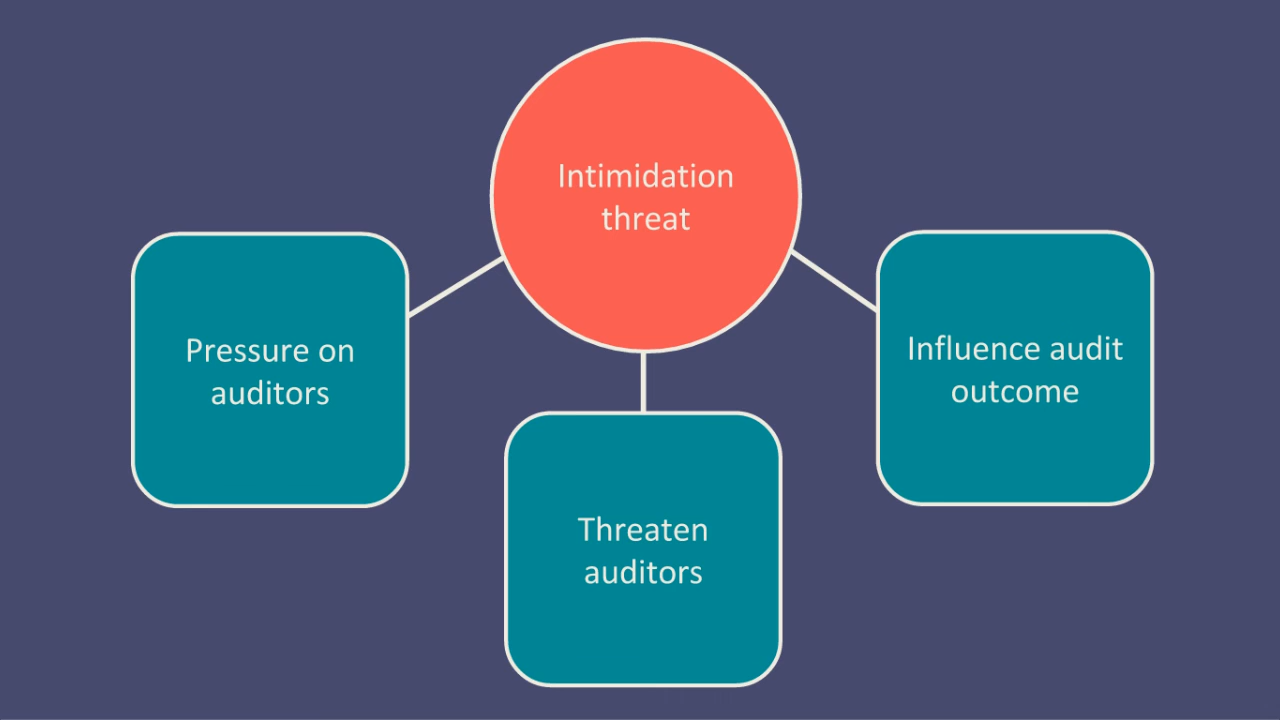 Intimidation
threat
Pressure on
auditors
Threaten
auditors
Influence audit
outcome